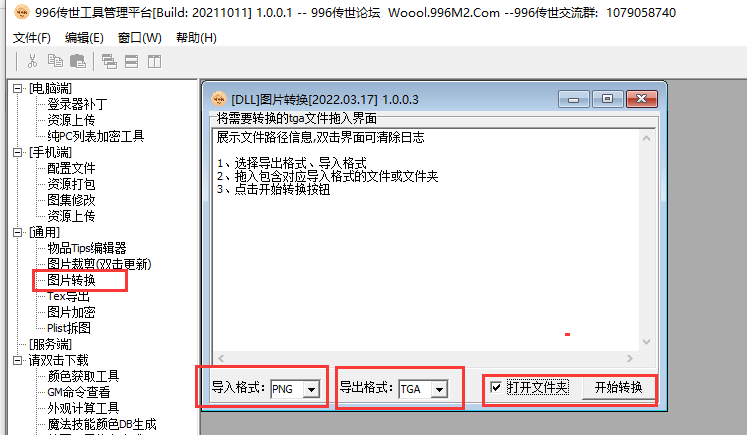 996传世工具管理平台[Build: 20211011] 1.0.0.1 -- 996传世论坛 Woool.996M2.Com --996传世交流群: 1079058740
文件(F) 编辑(E) 窗口(W) 帮助(H)
[电脑端]
登录器补丁
资源上传
纯PC列表加密工具
[手机端]
配置文件
资源打包
图集修改
资源上传
[通用]
物品Tips编辑器
图片裁剪(双击更新)
图片转换
Tex导出
图片加密
Plist拆图
[服务端]
请双击下载
颜色获取工具
GM命令查看
外观计算工具
魔法技能颜色DB生成
[DLL]图片转换[2022.03.17] 1.0.0.3
将需要转换的tga文件拖入界面
展示文件路径信息,双击界面可清除日志
1、选择导出格式、导入格式
2、拖入包含对应导入格式的文件或文件夹
3、点击开始转换按钮
导入格式: PNG 导出格式: TGA 打开文件夹 开始转换